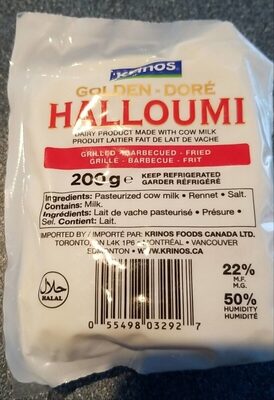 KRINOS
GOLDEN - DORÉ
HALLOUMI
DAIRY PRODUCT MADE WITH COW MILK
PRODUIT LAITIER FAIT DE LAIT DE VACHE
GRILLED - BARBECUED - FRIED
GRILLE - BARBECUE - FRIT
200g e KEEP REFRIGERATED
GARDER RÉFRIGÉRÉ
Ingredients: Pasteurized cow milk • Rennet • Salt.
Contains: Milk.
Ingrédients: Lait de vache pasteurisé • Présure •
Sel. Contient: Lait.
IMPORTED BY / IMPORTÉ PAR: KRINOS FOODS CANADA LTD.
TORONTO, ON L4K 1P8 • MONTRÉAL • VANCOUVER
EDMONTON • WWW.KRINOS.CA
حلال
HALAL
22%
M.F.
M.G.
50%
HUMIDITY
HUMIDITÉ
0 55498 03292 7